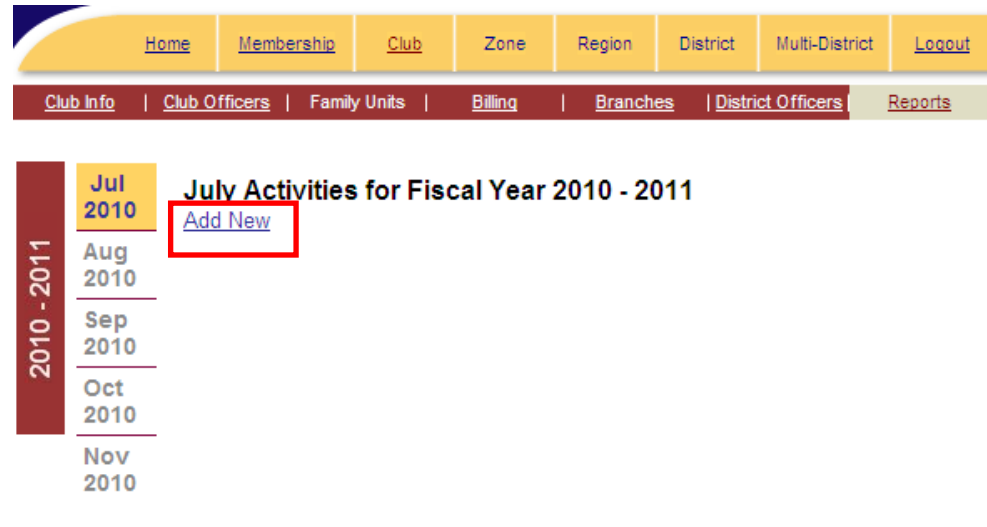 Home Membership Club Zone Region District Multi-District Logout
Club Info | Club Officers | Family Units | Billing | Branches | District Officers | Reports
2010 - 2011
Jul
2010
Aug
2010
Sep
2010
Oct
2010
Nov
2010
July Activities for Fiscal Year 2010 - 2011
Add New